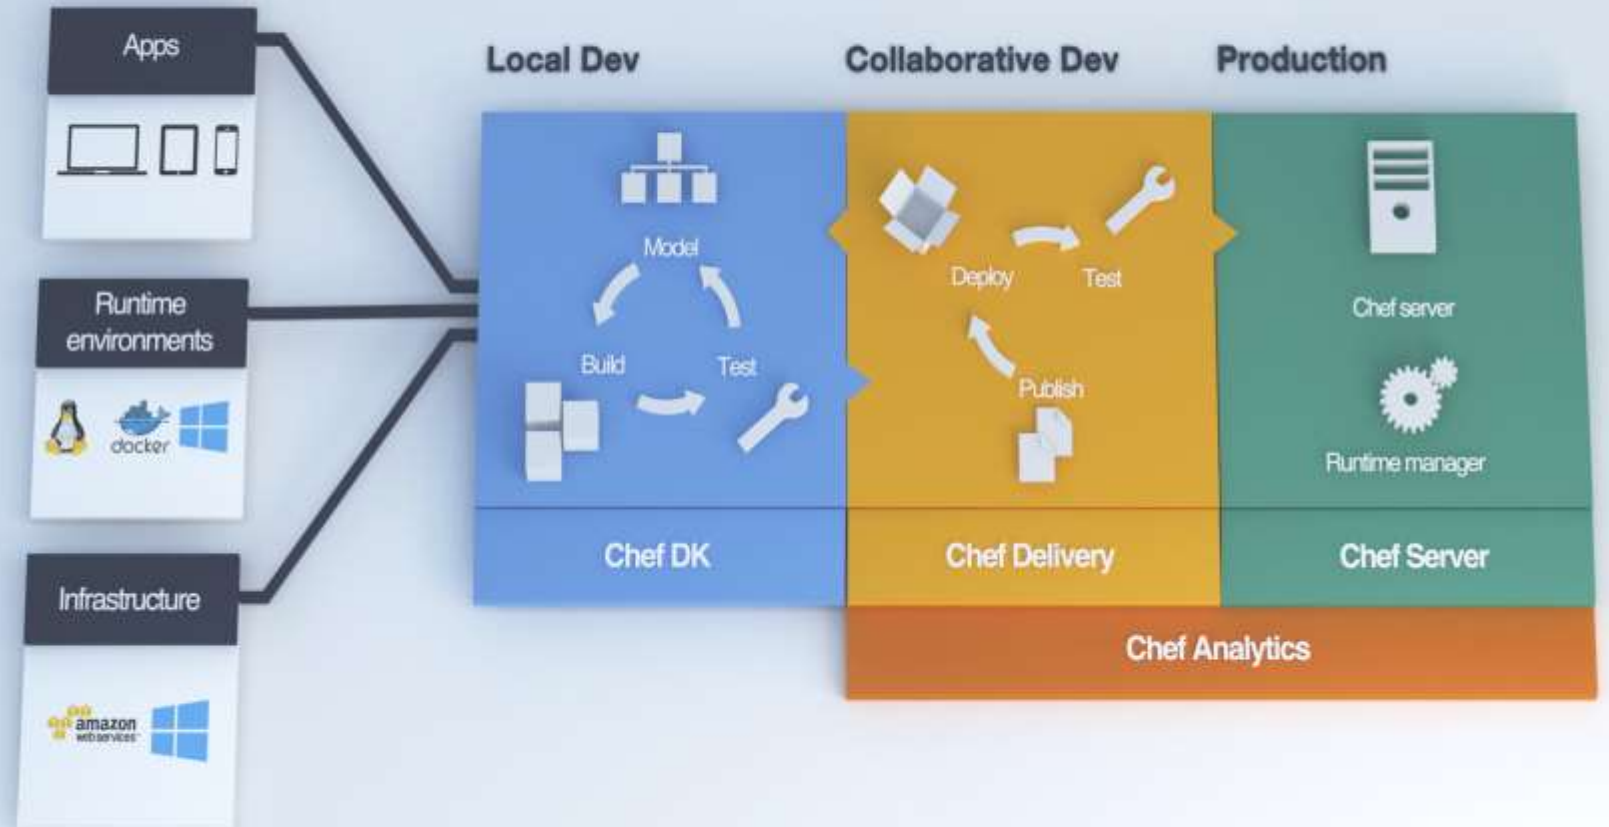 Apps
Local Dev
Collaborative Dev
Production
Model
Build
Test
Deploy
Test
Publish
Chef server
Runtime manager
Runtime
environments
docker
Infrastructure
amazon
web services
Chef DK
Chef Delivery
Chef Server
Chef Analytics